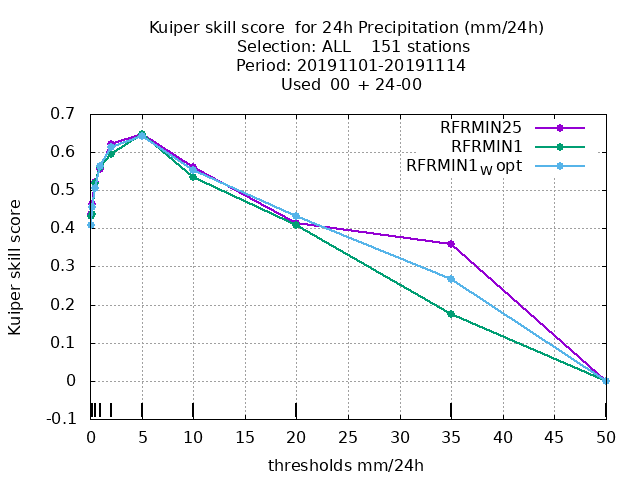 Kuiper skill score  for 24h Precipitation (mm/24h)
Selection: ALL    151 stations
Period: 20191101-20191114
Used  00 + 24-00
RFRMIN25
RFRMIN1
RFRMIN1W opt
Kuiper skill score
0.7
0.6
0.5
0.4
0.3
0.2
0.1
0
-0.1
0 5 10 15 20 25 30 35 40 45 50
thresholds mm/24h